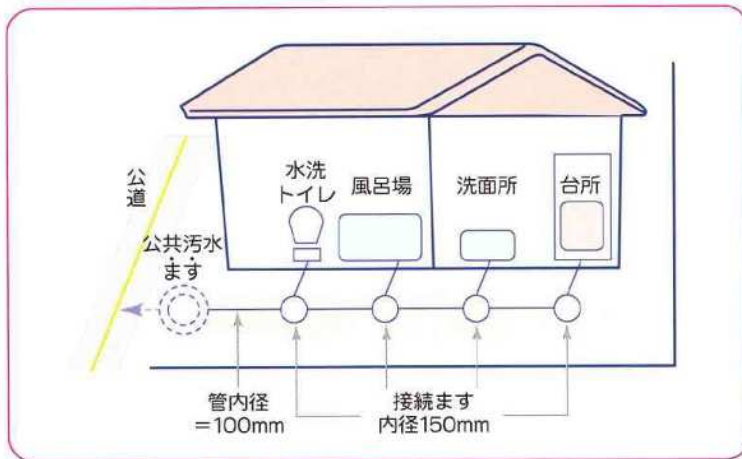 公道
水洗
トイレ
風呂場
洗面所
台所
公共汚水
ます
管内径
=100mm
接続ます
内径150mm